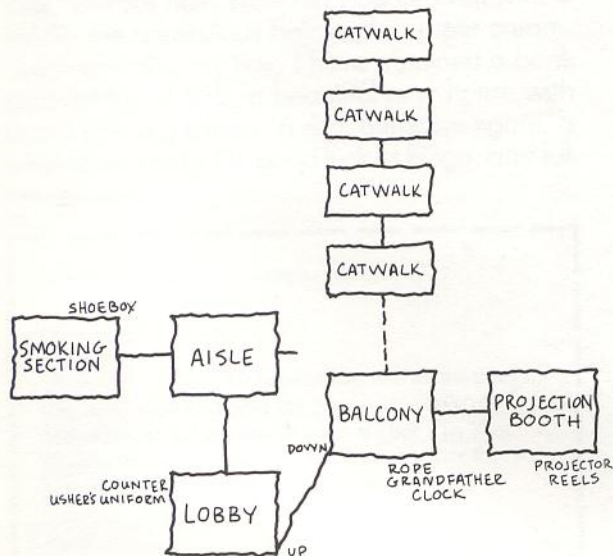 CATWALK
CATWALK
CATWALK
CATWALK
SHOEBOX
SMOKING
SECTION
AISLE
BALCONY
PROJECTION
BOOTH
DOWN
ROPE
GRANDFATHER
CLOCK
PROJECTOR
REELS
COUNTER
USHER'S UNIFORM
LOBBY
UP